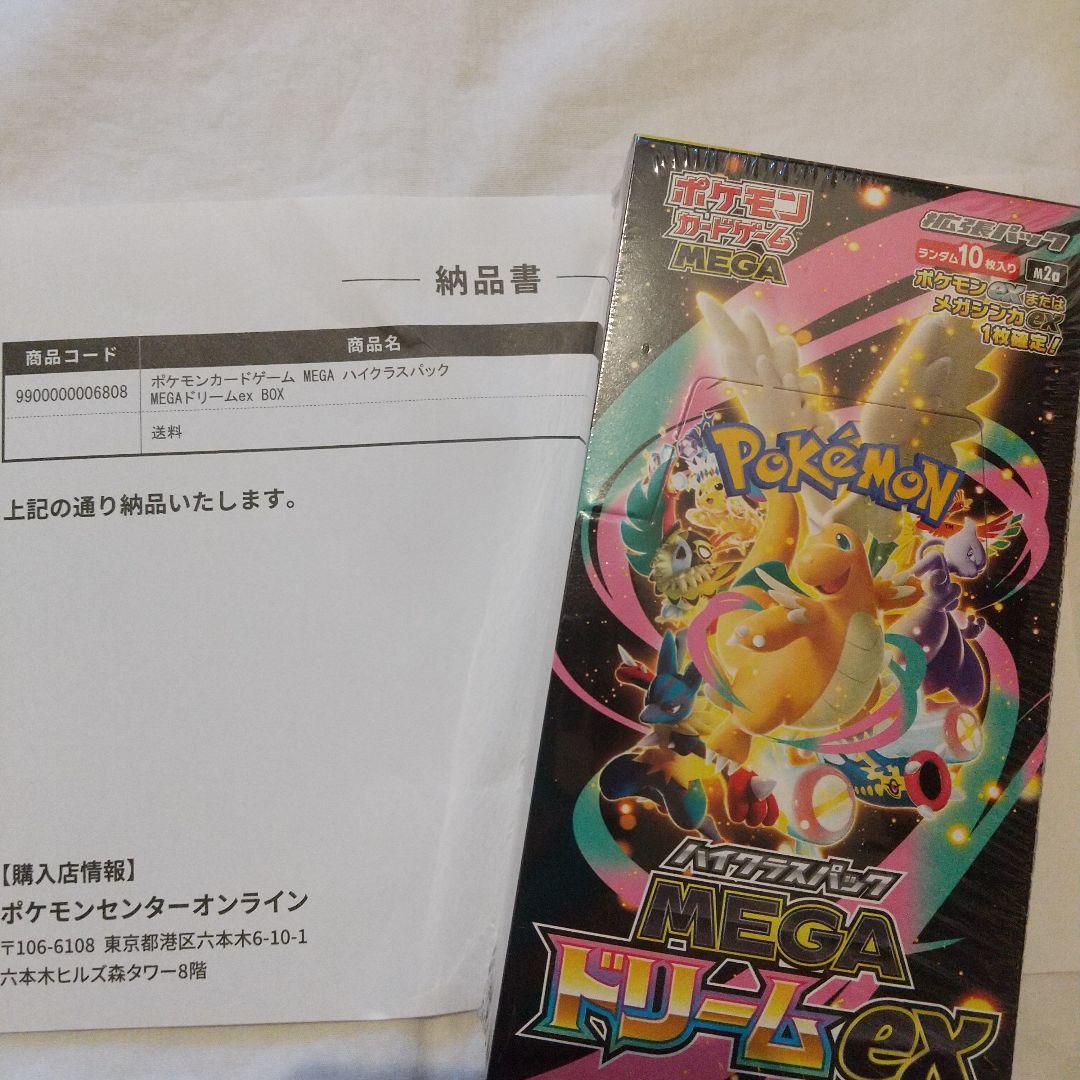 納品書
商品コード 商品名
9900000006808 ポケモンカードゲーム MEGA ハイクラスパック
MEGAドリームex BOX
送料
上記の通り納品いたします。
【購入店情報】
ポケモンセンターオンライン
〒106-6108 東京都港区六本木6-10-1
六本木ヒルズ森タワー8階
ポケモン
カードゲーム
MEGA
拡張パック
ランダム10枚入り M2a
ポケモンexまたは
メガシンカex
1枚確定!
POKéMON
TM
ハイクラスパック
MEGA
ドリームex